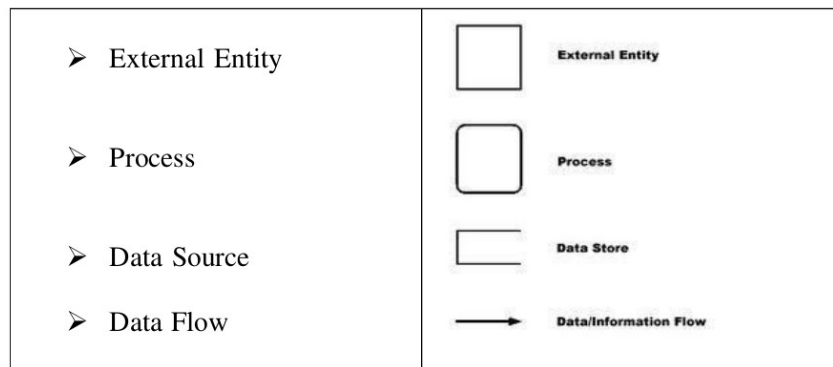 ➢ External Entity
➢ Process
➢ Data Source
➢ Data Flow
External Entity
Process
Data Store
Data/Information Flow